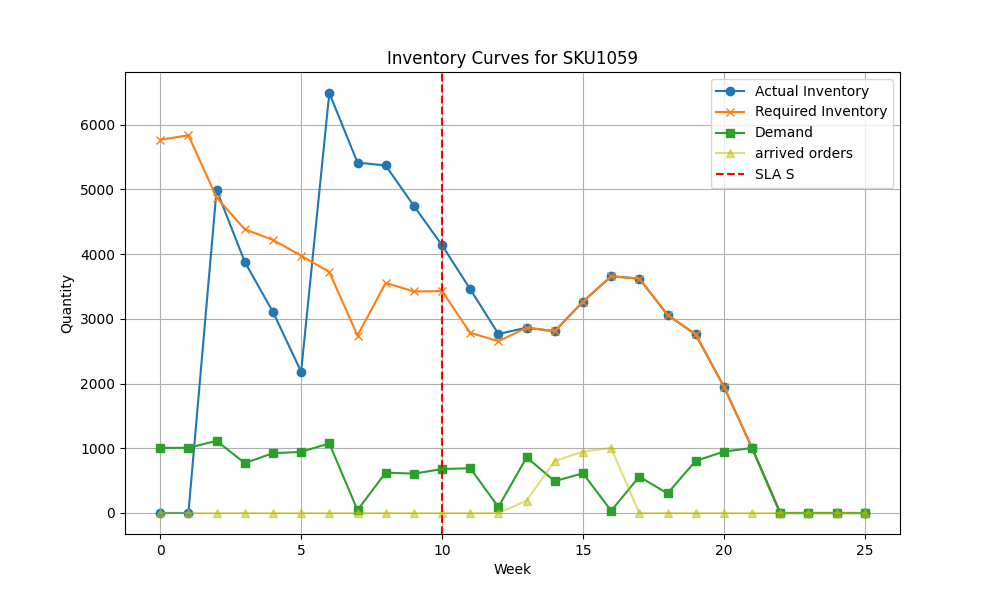 Inventory Curves for SKU1059
Actual Inventory
Required Inventory
Demand
arrived orders
SLA S
Quantity
6000
5000
4000
3000
2000
1000
0
0 5 10 15 20 25
Week